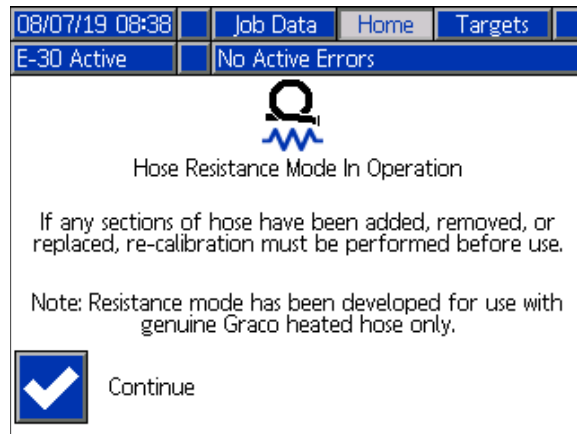 08/07/19 08:38 Job Data Home Targets
E-30 Active No Active Errors
Hose Resistance Mode In Operation
If any sections of hose have been added, removed, or
replaced, re-calibration must be performed before use.
Note: Resistance mode has been developed for use with
genuine Graco heated hose only.
Continue